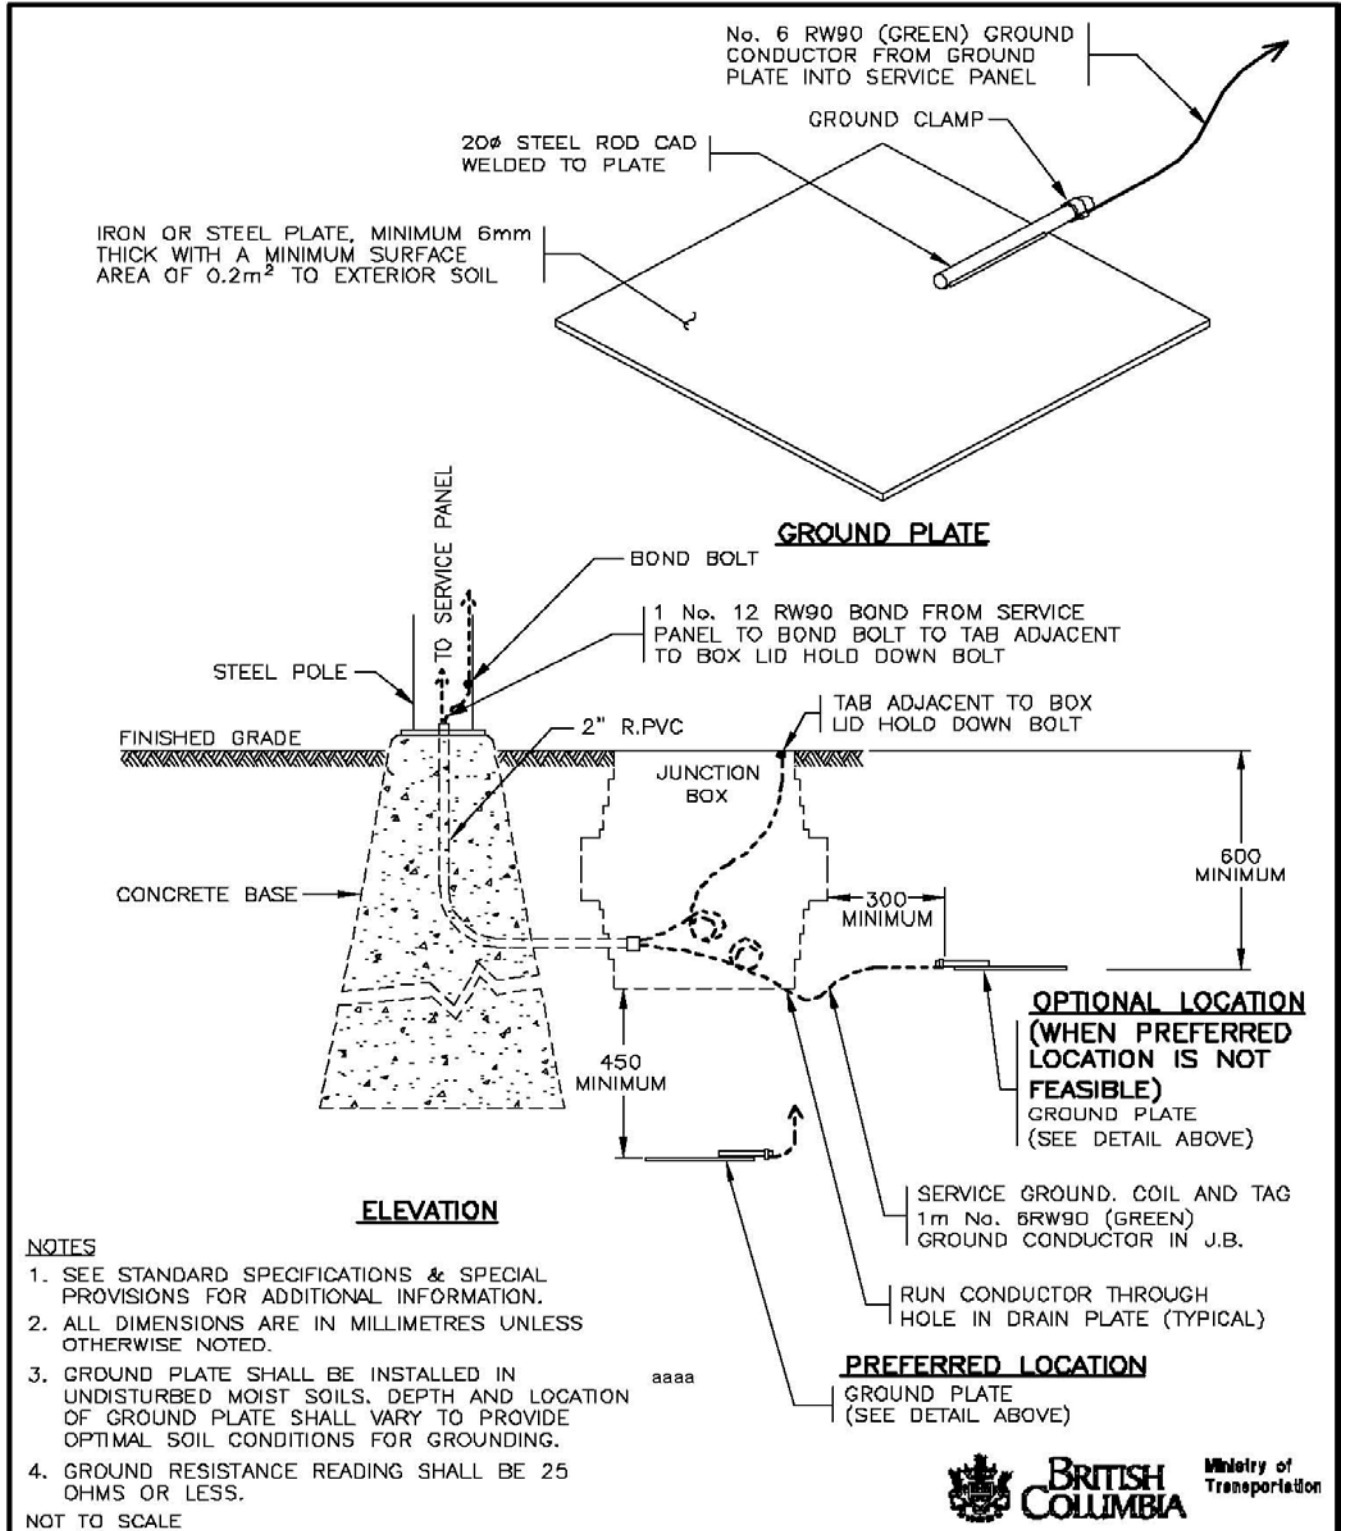 No. 6 RW90 (GREEN) GROUND
CONDUCTOR FROM GROUND
PLATE INTO SERVICE PANEL
GROUND CLAMP
20ø STEEL ROD CAD
WELDED TO PLATE
IRON OR STEEL PLATE, MINIMUM 6mm
THICK WITH A MINIMUM SURFACE
AREA OF 0.2m² TO EXTERIOR SOIL
GROUND PLATE
TO SERVICE PANEL
BOND BOLT
1 No. 12 RW90 BOND FROM SERVICE
PANEL TO BOND BOLT TO TAB ADJACENT
TO BOX LID HOLD DOWN BOLT
STEEL POLE
TAB ADJACENT TO BOX
LID HOLD DOWN BOLT
2" R.PVC
FINISHED GRADE
JUNCTION
BOX
600
MINIMUM
CONCRETE BASE
300
MINIMUM
OPTIONAL LOCATION
(WHEN PREFERRED
LOCATION IS NOT
FEASIBLE)
GROUND PLATE
(SEE DETAIL ABOVE)
450
MINIMUM
SERVICE GROUND. COIL AND TAG
1m No. 6RW90 (GREEN)
GROUND CONDUCTOR IN J.B.
RUN CONDUCTOR THROUGH
HOLE IN DRAIN PLATE (TYPICAL)
PREFERRED LOCATION
GROUND PLATE
(SEE DETAIL ABOVE)
ELEVATION
NOTES
1. SEE STANDARD SPECIFICATIONS & SPECIAL
PROVISIONS FOR ADDITIONAL INFORMATION.
2. ALL DIMENSIONS ARE IN MILLIMETRES UNLESS
OTHERWISE NOTED.
3. GROUND PLATE SHALL BE INSTALLED IN
UNDISTURBED MOIST SOILS. DEPTH AND LOCATION
OF GROUND PLATE SHALL VARY TO PROVIDE
OPTIMAL SOIL CONDITIONS FOR GROUNDING.
4. GROUND RESISTANCE READING SHALL BE 25
OHMS OR LESS.
NOT TO SCALE
aaaa
BRITISH
COLUMBIA
Ministry of
Transportation